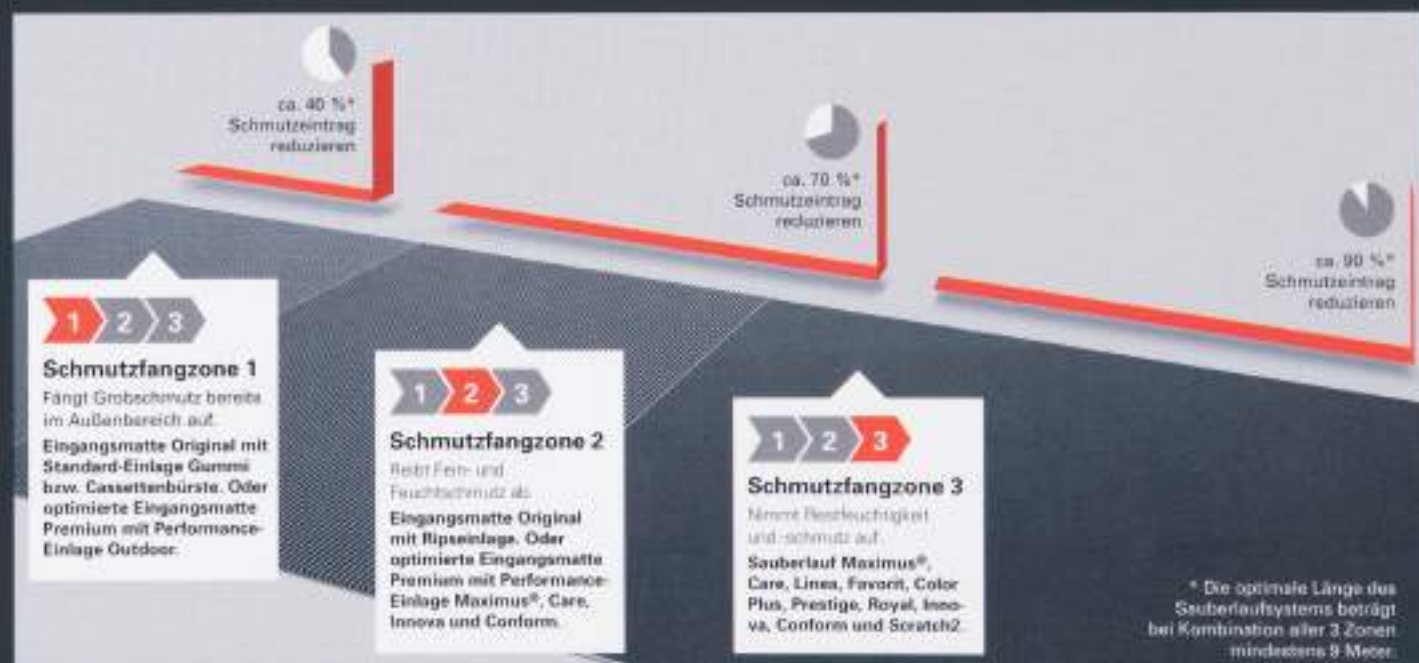 ca. 40 %*
Schmutzeintrag
reduzieren
ca. 70 %*
Schmutzeintrag
reduzieren
ca. 90 %*
Schmutzeintrag
reduzieren
1 2 3
Schmutzfangzone 1
Fängt Grobschmutz bereits
im Außenbereich auf.
Eingangsmatte Original mit
Standard-Einlage Gummi
bzw. Cassettenbürste. Oder
optimierte Eingangsmatte
Premium mit Performance-
Einlage Outdoor.
1 2 3
Schmutzfangzone 2
Reibt Fein- und
Feuchtschmutz ab.
Eingangsmatte Original
mit Ripseinlage. Oder
optimierte Eingangsmatte
Premium mit Performance-
Einlage Maximus®, Care,
Innova und Conform.
1 2 3
Schmutzfangzone 3
Nimmt Restfeuchtigkeit
und -schmutz auf.
Sauberlauf Maximus®,
Care, Linea, Favorit, Color
Plus, Prestige, Royal, Inno-
va, Conform und Scratch2.
* Die optimale Länge des
Sauberlaufsystems beträgt
bei Kombination aller 3 Zonen
mindestens 9 Meter.